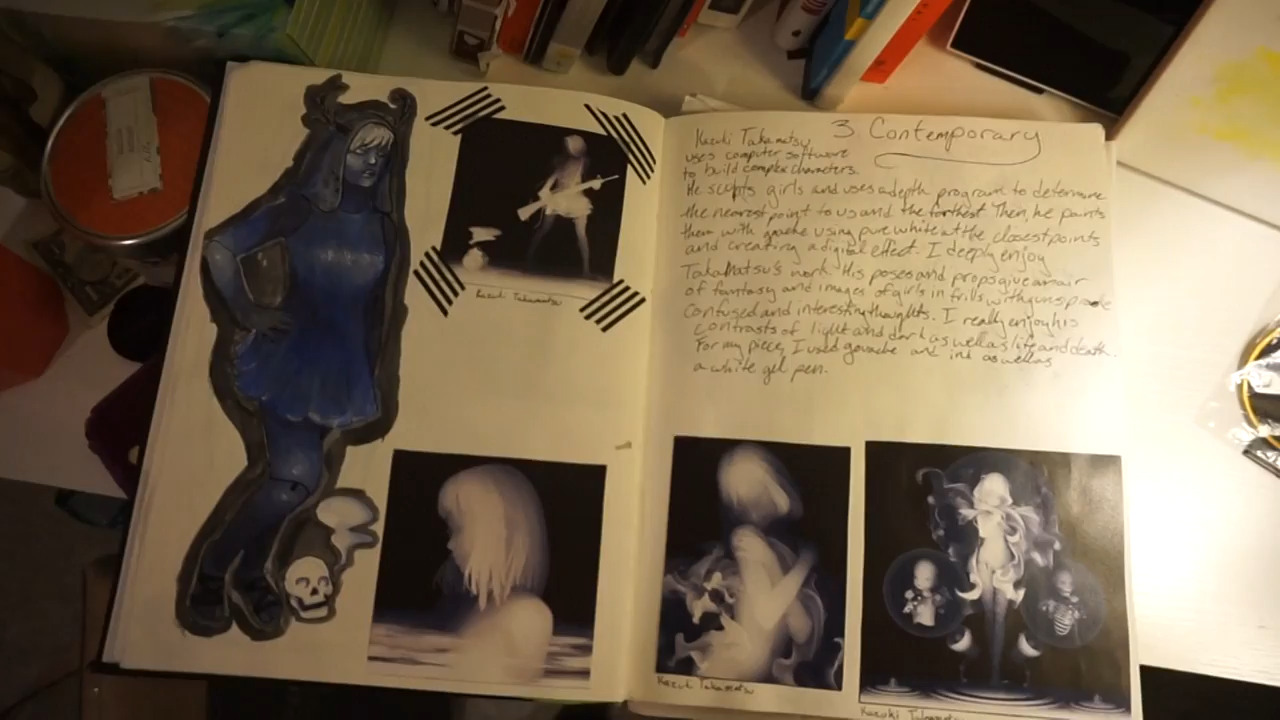 3 Contemporary
Kazuki Takamatsu
uses computer software
to build complex characters.
He sculpts girls and uses a depth program to determine
the nearest point to us and the farthest. Then, he paints
them with goache using pure white at the closest points
and creating a digital effect. I deeply enjoy
TakaMatsu's work. His poses and props give an air
of fantasy and images of girls in frills with guns provoke
confused and interesting thoughts. I really enjoy his
contrasts of light and dark as well as life and death.
For my piece, I used gouache and ink as well as
a white gel pen.
Kazuki Takamatsu
Kazuki Takamatsu
Kazuki Takamatsu